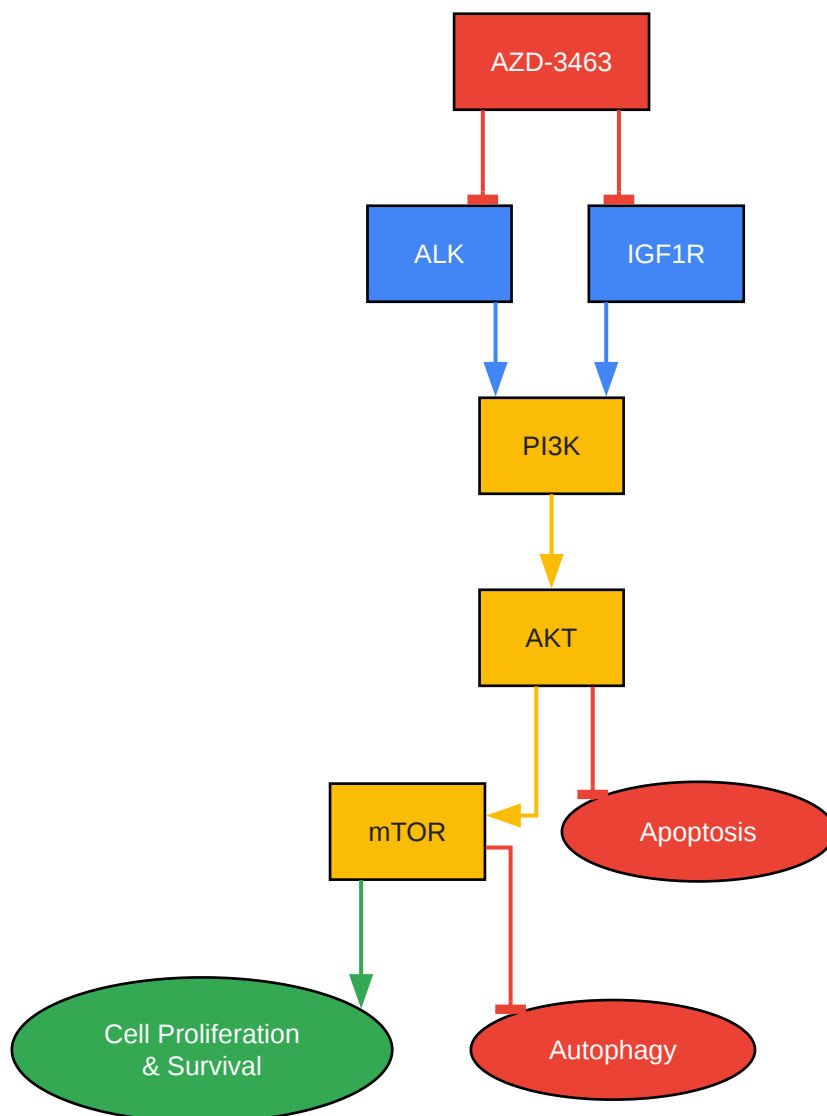 AZD-3463
ALK
IGF1R
PI3K
AKT
mTOR
Apoptosis
Cell Proliferation
& Survival
Autophagy